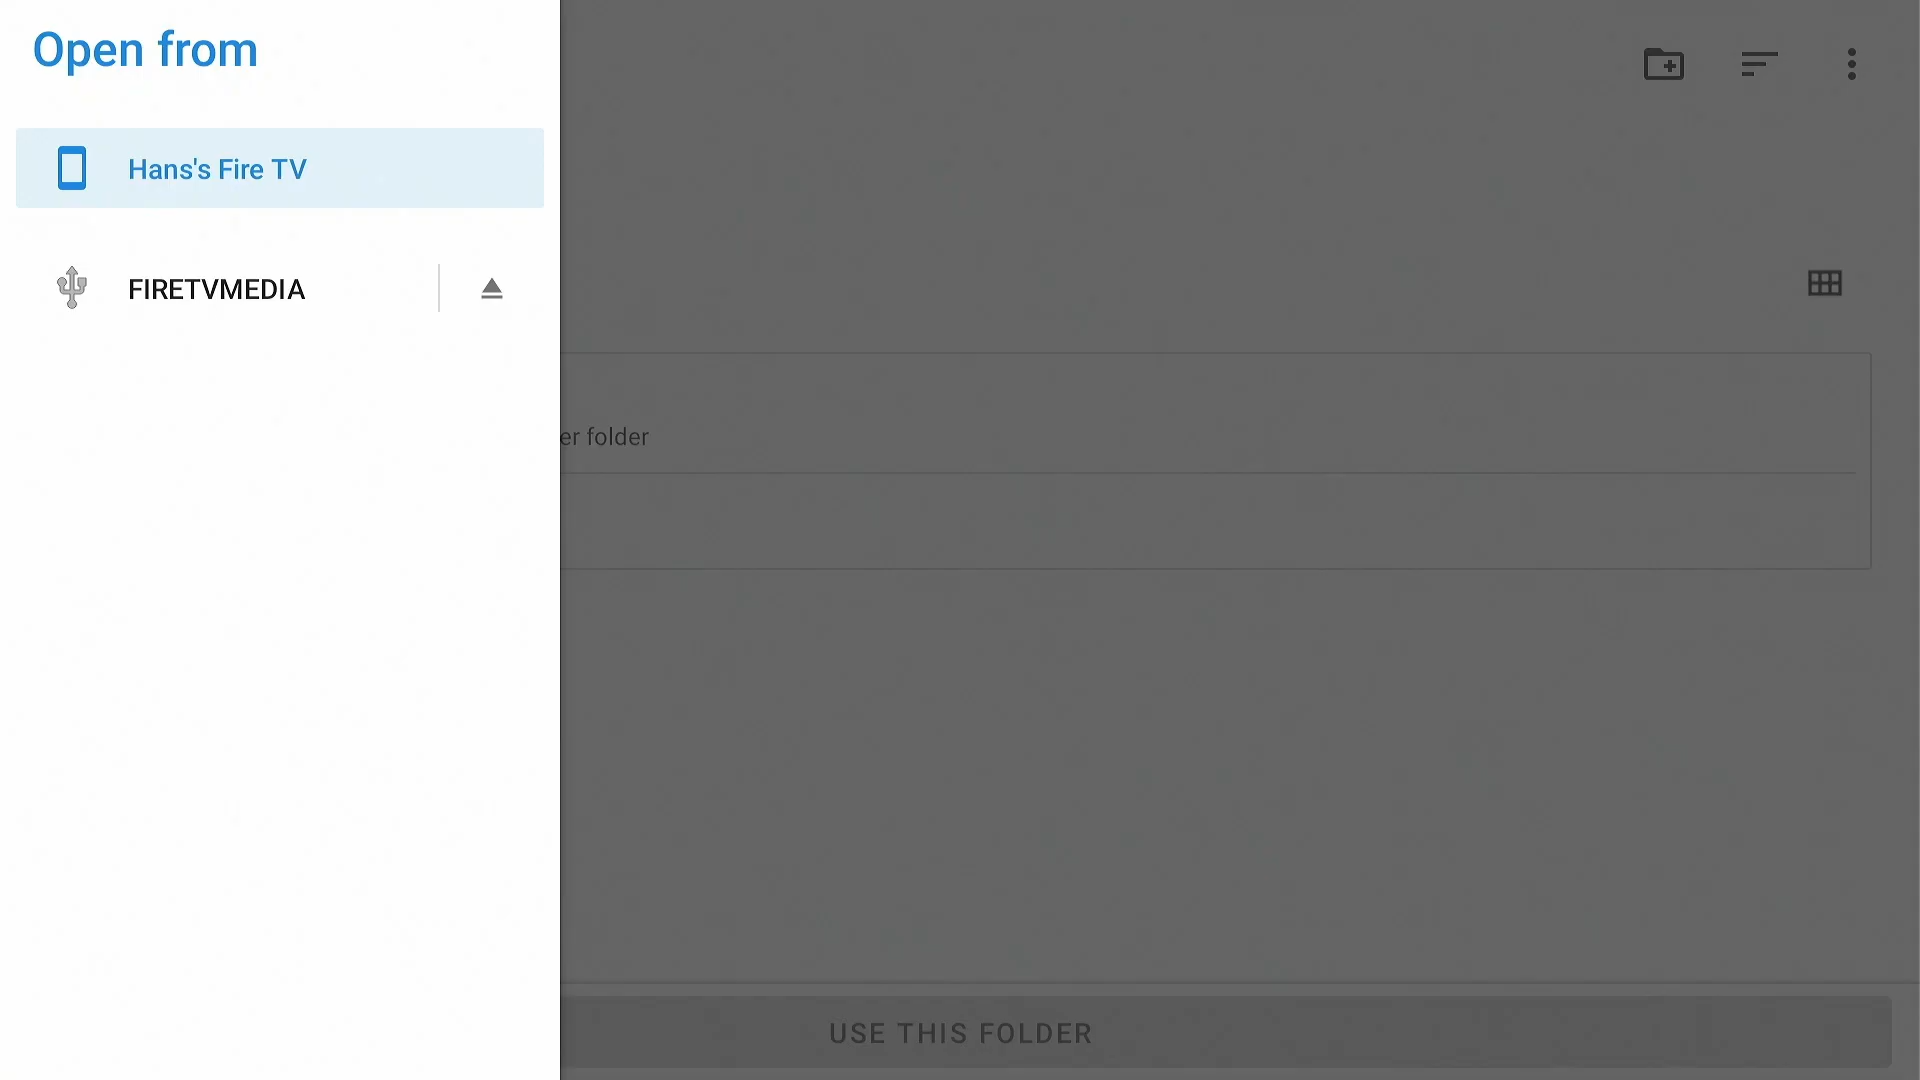 Open from
Hans's Fire TV
FIRETVMEDIA
er folder
USE THIS FOLDER